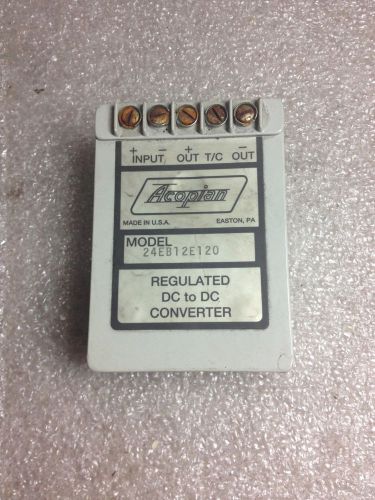 + - + -
INPUT OUT T/C OUT
Acopian
MADE IN U.S.A. EASTON, PA
MODEL
24EB12E120
REGULATED
DC to DC
CONVERTER